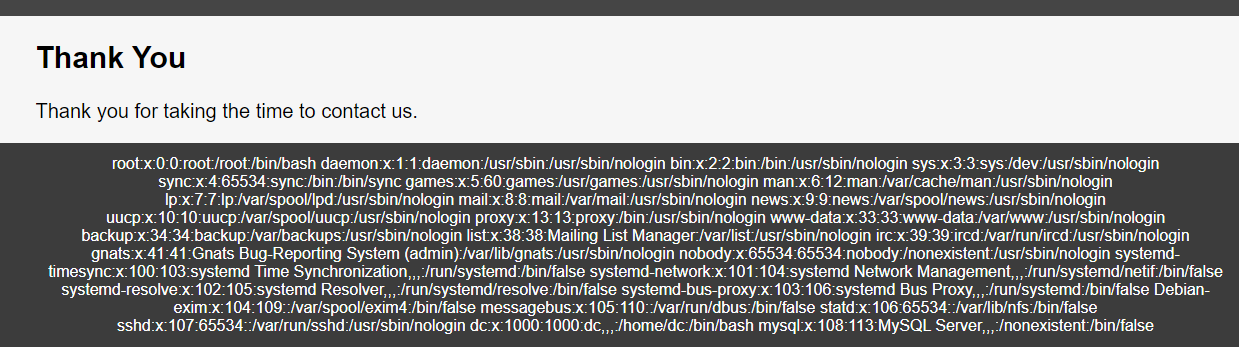 Thank You
Thank you for taking the time to contact us.
root:x:0:0:root:/root:/bin/bash daemon:x:1:1:daemon:/usr/sbin:/usr/sbin/nologin bin:x:2:2:bin:/bin:/usr/sbin/nologin sys:x:3:3:sys:/dev:/usr/sbin/nologin
sync:x:4:65534:sync:/bin:/bin/sync games:x:5:60:games:/usr/games:/usr/sbin/nologin man:x:6:12:man:/var/cache/man:/usr/sbin/nologin
lp:x:7:7:lp:/var/spool/lpd:/usr/sbin/nologin mail:x:8:8:mail:/var/mail:/usr/sbin/nologin news:x:9:9:news:/var/spool/news:/usr/sbin/nologin
uucp:x:10:10:uucp:/var/spool/uucp:/usr/sbin/nologin proxy:x:13:13:proxy:/bin:/usr/sbin/nologin www-data:x:33:33:www-data:/var/www:/usr/sbin/nologin
backup:x:34:34:backup:/var/backups:/usr/sbin/nologin list:x:38:38:Mailing List Manager:/var/list:/usr/sbin/nologin irc:x:39:39:ircd:/var/run/ircd:/usr/sbin/nologin
gnats:x:41:41:Gnats Bug-Reporting System (admin):/var/lib/gnats:/usr/sbin/nologin nobody:x:65534:65534:nobody:/nonexistent:/usr/sbin/nologin systemd-
timesync:x:100:103:systemd Time Synchronization,,,:/run/systemd:/bin/false systemd-network:x:101:104:systemd Network Management,,,:/run/systemd/netif:/bin/false
systemd-resolve:x:102:105:systemd Resolver,,,:/run/systemd/resolve:/bin/false systemd-bus-proxy:x:103:106:systemd Bus Proxy,,,:/run/systemd:/bin/false Debian-
exim:x:104:109::/var/spool/exim4:/bin/false messagebus:x:105:110::/var/run/dbus:/bin/false statd:x:106:65534::/var/lib/nfs:/bin/false
sshd:x:107:65534::/var/run/sshd:/usr/sbin/nologin dc:x:1000:1000:dc,,,:/home/dc:/bin/bash mysql:x:108:113:MySQL Server,,,:/nonexistent:/bin/false